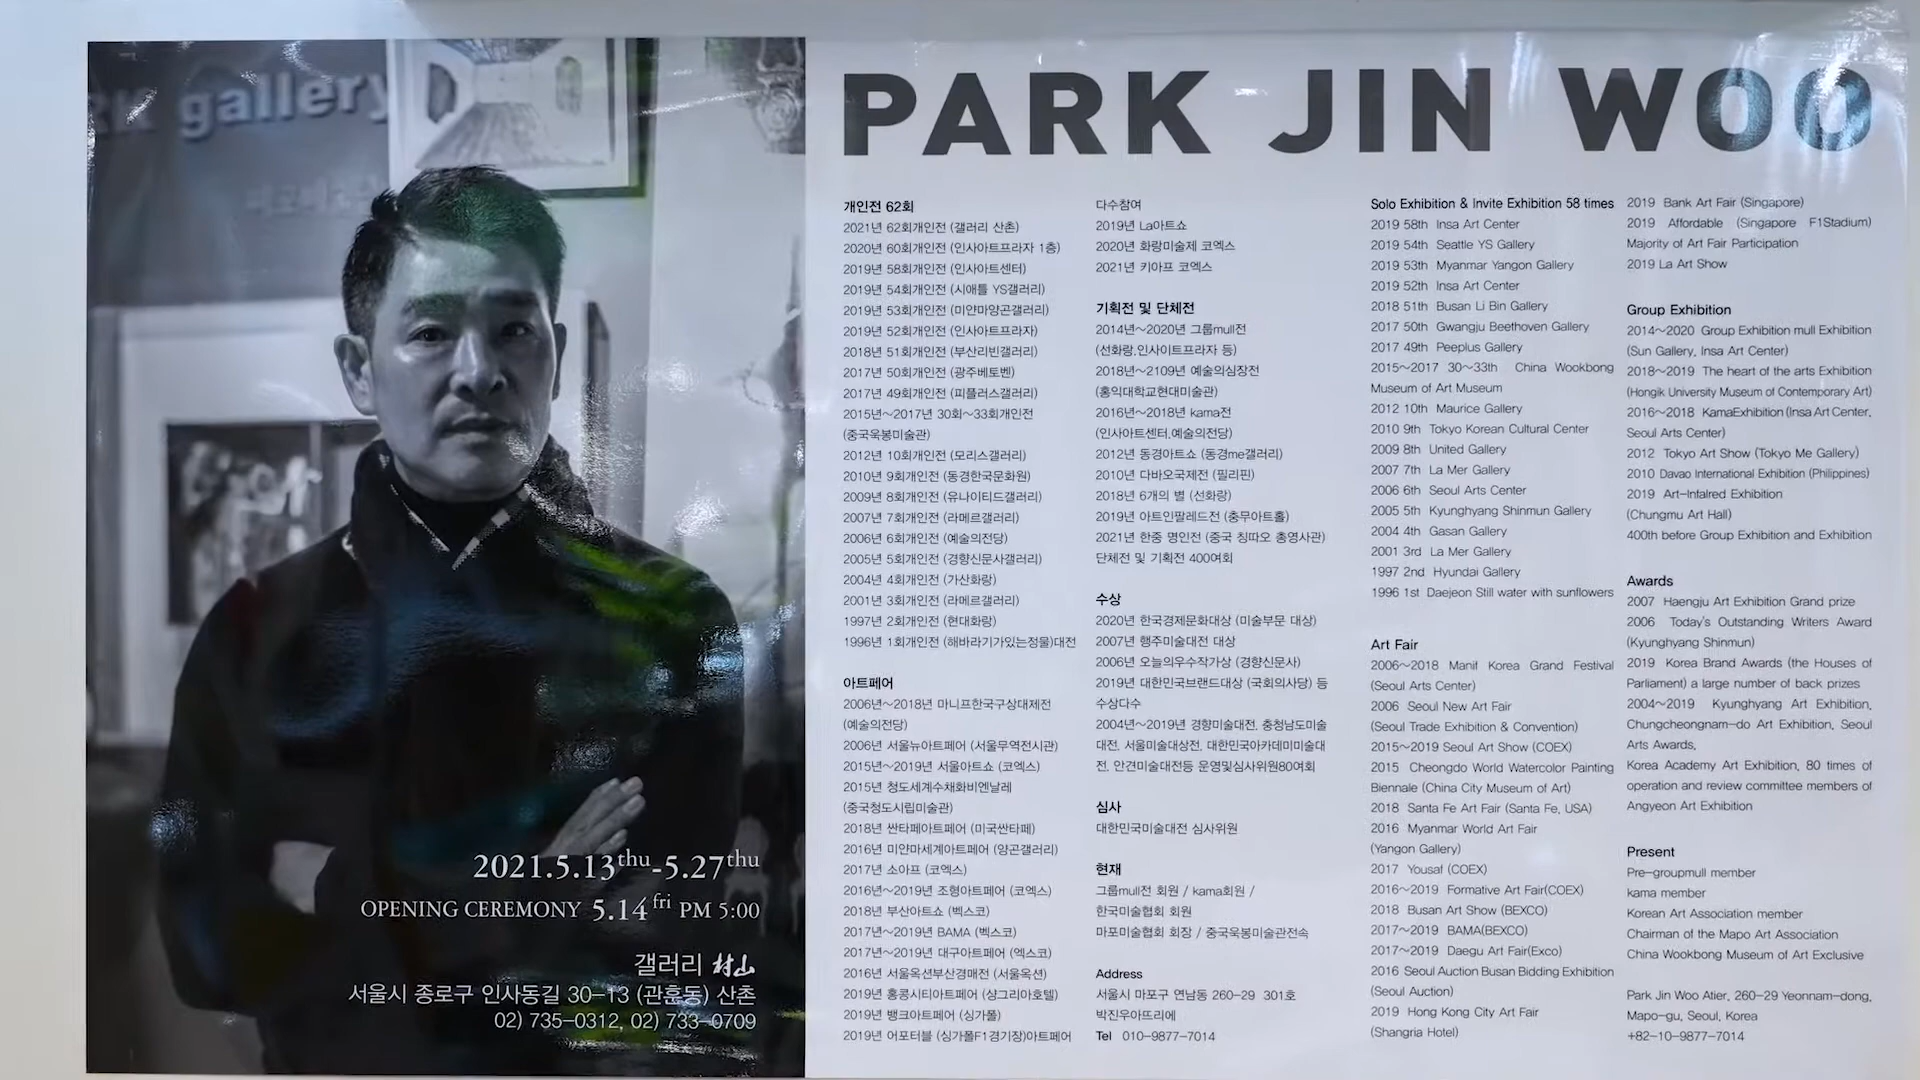 gallery
2021.5.13thu-5.27thu
OPENING CEREMONY 5.14fri PM 5:00
갤러리 村山
서울시 종로구 인사동길 30-13 (관훈동) 산촌
02) 735-0312, 02) 733-0709
PARK JIN WOO
개인전 62회
2021년 62회개인전 (갤러리 산촌)
2020년 60회개인전 (인사아트프라자 1층)
2019년 58회개인전 (인사아트센터)
2019년 54회개인전 (시애틀 YS갤러리)
2019년 53회개인전 (미얀마양곤갤러리)
2019년 52회개인전 (인사아트프라자)
2018년 51회개인전 (부산리빈갤러리)
2017년 50회개인전 (광주베토벤)
2017년 49회개인전 (피플러스갤러리)
2015년~2017년 30회~33회개인전
(중국욱봉미술관)
2012년 10회개인전 (모리스갤러리)
2010년 9회개인전 (동경한국문화원)
2009년 8회개인전 (유나이티드갤러리)
2007년 7회개인전 (라메르갤러리)
2006년 6회개인전 (예술의전당)
2005년 5회개인전 (경향신문사갤러리)
2004년 4회개인전 (가산화랑)
2001년 3회개인전 (라메르갤러리)
1997년 2회개인전 (현대화랑)
1996년 1회개인전 (해바라기가있는정물)대전
아트페어
2006년~2018년 마니프한국구상대제전
(예술의전당)
2006년 서울뉴아트페어 (서울무역전시관)
2015년~2019년 서울아트쇼 (코엑스)
2015년 청도세계수채화비엔날레
(중국청도시립미술관)
2018년 싼타페아트페어 (미국싼타페)
2016년 미얀마세계아트페어 (양곤갤러리)
2017년 소아프 (코엑스)
2016년~2019년 조형아트페어 (코엑스)
2018년 부산아트쇼 (벡스코)
2017년~2019년 BAMA (벡스코)
2017년~2019년 대구아트페어 (엑스코)
2016년 서울옥션부산경매전 (서울옥션)
2019년 홍콩시티아트페어 (샹그리아호텔)
2019년 뱅크아트페어 (싱가폴)
2019년 어포터블 (싱가폴F1경기장)아트페어
다수참여
2019년 La아트쇼
2020년 화랑미술제 코엑스
2021년 키아프 코엑스
기획전 및 단체전
2014년~2020년 그룹mull전
(선화랑.인사이트프라자 등)
2018년~2109년 예술의심장전
(홍익대학교현대미술관)
2016년~2018년 kama전
(인사아트센터.예술의전당)
2012년 동경아트쇼 (동경me갤러리)
2010년 다바오국제전 (필리핀)
2018년 6개의 별 (선화랑)
2019년 아트인팔레드전 (충무아트홀)
2021년 한중 명인전 (중국 칭따오 총영사관)
단체전 및 기획전 400여회
수상
2020년 한국경제문화대상 (미술부문 대상)
2007년 행주미술대전 대상
2006년 오늘의우수작가상 (경향신문사)
2019년 대한민국브랜드대상 (국회의사당) 등
수상다수
2004년~2019년 경향미술대전, 충청남도미술
대전, 서울미술대상전, 대한민국아카데미미술대
전, 안견미술대전등 운영및심사위원80여회
심사
대한민국미술대전 심사위원
현재
그룹mull전 회원 / kama회원 /
한국미술협회 회원
마포미술협회 회장 / 중국욱봉미술관전속
Address
서울시 마포구 연남동 260-29 301호
박진우아뜨리에
Tel 010-9877-7014
Solo Exhibition & Invite Exhibition 58 times
2019 58th Insa Art Center
2019 54th Seattle YS Gallery
2019 53th Myanmar Yangon Gallery
2019 52th Insa Art Center
2018 51th Busan Li Bin Gallery
2017 50th Gwangju Beethoven Gallery
2017 49th Peeplus Gallery
2015~2017 30~33th China Wookbong
Museum of Art Museum
2012 10th Maurice Gallery
2010 9th Tokyo Korean Cultural Center
2009 8th United Gallery
2007 7th La Mer Gallery
2006 6th Seoul Arts Center
2005 5th Kyunghyang Shinmun Gallery
2004 4th Gasan Gallery
2001 3rd La Mer Gallery
1997 2nd Hyundai Gallery
1996 1st Daejeon Still water with sunflowers
Art Fair
2006~2018 Manif Korea Grand Festival
(Seoul Arts Center)
2006 Seoul New Art Fair
(Seoul Trade Exhibition & Convention)
2015~2019 Seoul Art Show (COEX)
2015 Cheongdo World Watercolor Painting
Biennale (China City Museum of Art)
2018 Santa Fe Art Fair (Santa Fe, USA)
2016 Myanmar World Art Fair
(Yangon Gallery)
2017 Yousaf (COEX)
2016~2019 Formative Art Fair(COEX)
2018 Busan Art Show (BEXCO)
2017~2019 BAMA(BEXCO)
2017~2019 Daegu Art Fair(Exco)
2016 Seoul Auction Busan Bidding Exhibition
(Seoul Auction)
2019 Hong Kong City Art Fair
(Shangria Hotel)
2019 Bank Art Fair (Singapore)
2019 Affordable (Singapore F1Stadium)
Majority of Art Fair Participation
2019 La Art Show
Group Exhibition
2014~2020 Group Exhibition mull Exhibition
(Sun Gallery, Insa Art Center)
2018~2019 The heart of the arts Exhibition
(Hongik University Museum of Contemporary Art)
2016~2018 KamaExhibition (Insa Art Center,
Seoul Arts Center)
2012 Tokyo Art Show (Tokyo Me Gallery)
2010 Davao International Exhibition (Philippines)
2019 Art-Intalred Exhibition
(Chungmu Art Hall)
400th before Group Exhibition and Exhibition
Awards
2007 Haengju Art Exhibition Grand prize
2006 Today's Outstanding Writers Award
(Kyunghyang Shinmun)
2019 Korea Brand Awards (the Houses of
Parliament) a large number of back prizes
2004~2019 Kyunghyang Art Exhibition,
Chungcheongnam-do Art Exhibition, Seoul
Arts Awards,
Korea Academy Art Exhibition, 80 times of
operation and review committee members of
Angyeon Art Exhibition
Present
Pre-groupmull member
kama member
Korean Art Association member
Chairman of the Mapo Art Association
China Wookbong Museum of Art Exclusive
Park Jin Woo Atier, 260-29 Yeonnam-dong,
Mapo-gu, Seoul, Korea
+82-10-9877-7014